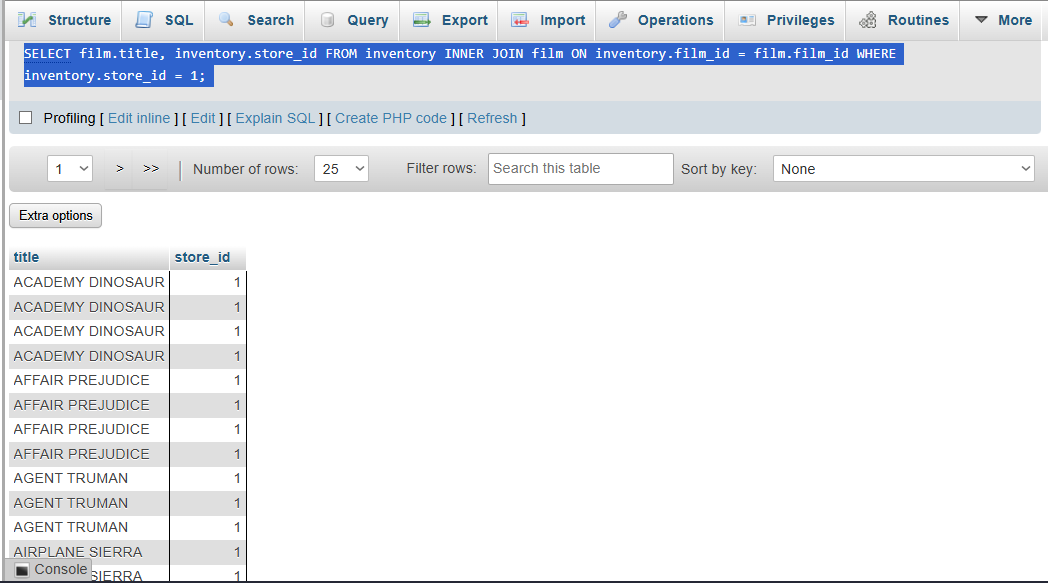 Structure SQL Search Query Export Import Operations Privileges Routines More
SELECT film.title, inventory.store_id FROM inventory INNER JOIN film ON inventory.film_id = film.film_id WHERE
inventory.store_id = 1;
Profiling [ Edit inline ] [ Edit ] [ Explain SQL ] [ Create PHP code ] [ Refresh ]
1 > >> | Number of rows: 25 Filter rows: Search this table Sort by key: None
Extra options
title store_id
ACADEMY DINOSAUR 1
ACADEMY DINOSAUR 1
ACADEMY DINOSAUR 1
ACADEMY DINOSAUR 1
AFFAIR PREJUDICE 1
AFFAIR PREJUDICE 1
AFFAIR PREJUDICE 1
AFFAIR PREJUDICE 1
AGENT TRUMAN 1
AGENT TRUMAN 1
AGENT TRUMAN 1
AIRPLANE SIERRA 1
Console SIERRA 1